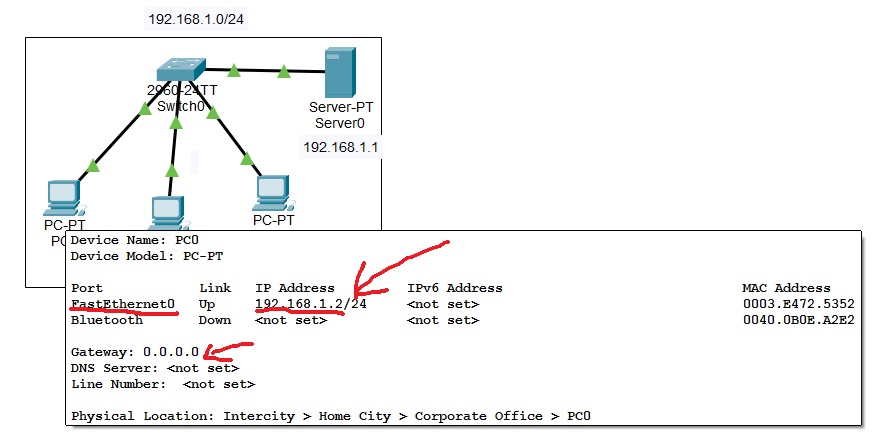 192.168.1.0/24
2960-24TT
Switch0
Server-PT
Server0
192.168.1.1
PC-PT
PC-PT
Device Name: PC0
Device Model: PC-PT
Port Link IP Address IPv6 Address MAC Address
FastEthernet0 Up 192.168.1.2/24 <not set> 0003.E472.5352
Bluetooth Down <not set> <not set> 0040.0B0E.A2E2
Gateway: 0.0.0.0
DNS Server: <not set>
Line Number: <not set>
Physical Location: Intercity > Home City > Corporate Office > PC0